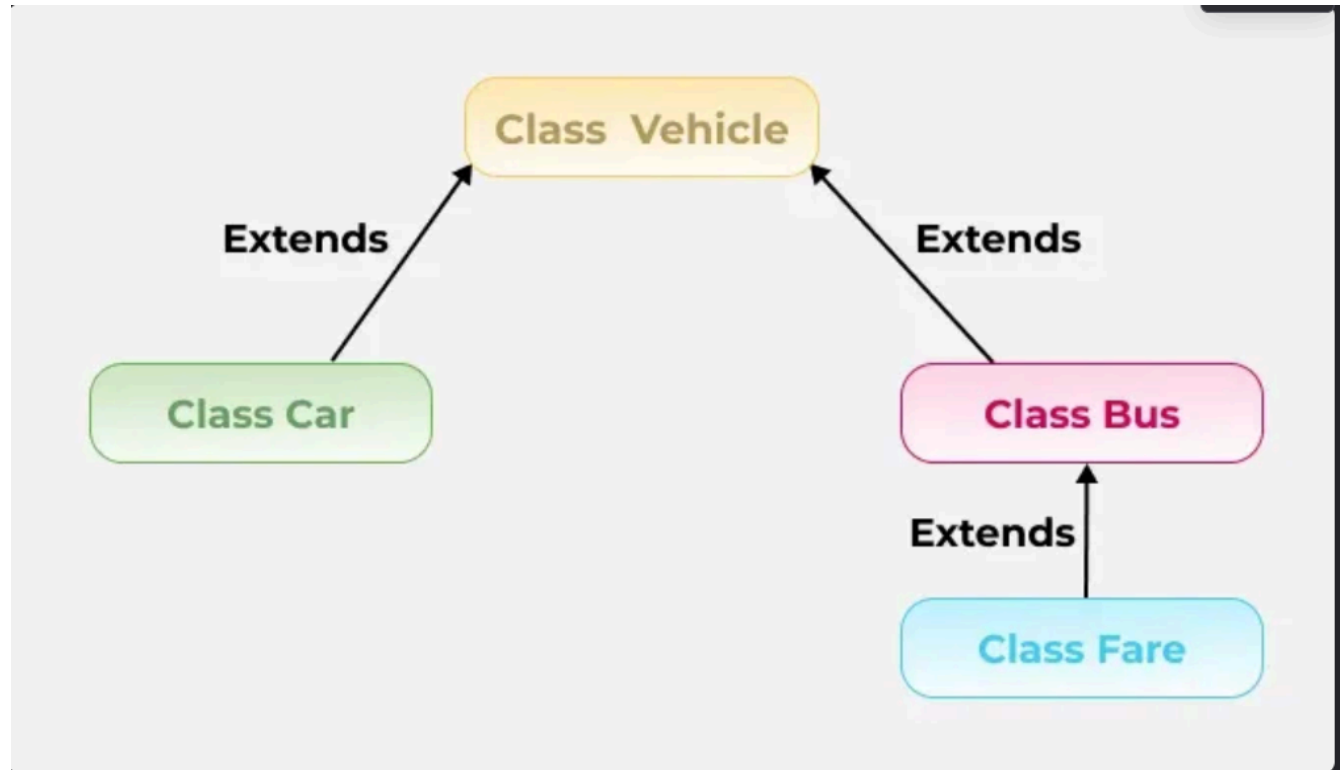 Class Vehicle
Extends
Extends
Class Car
Class Bus
Extends
Class Fare